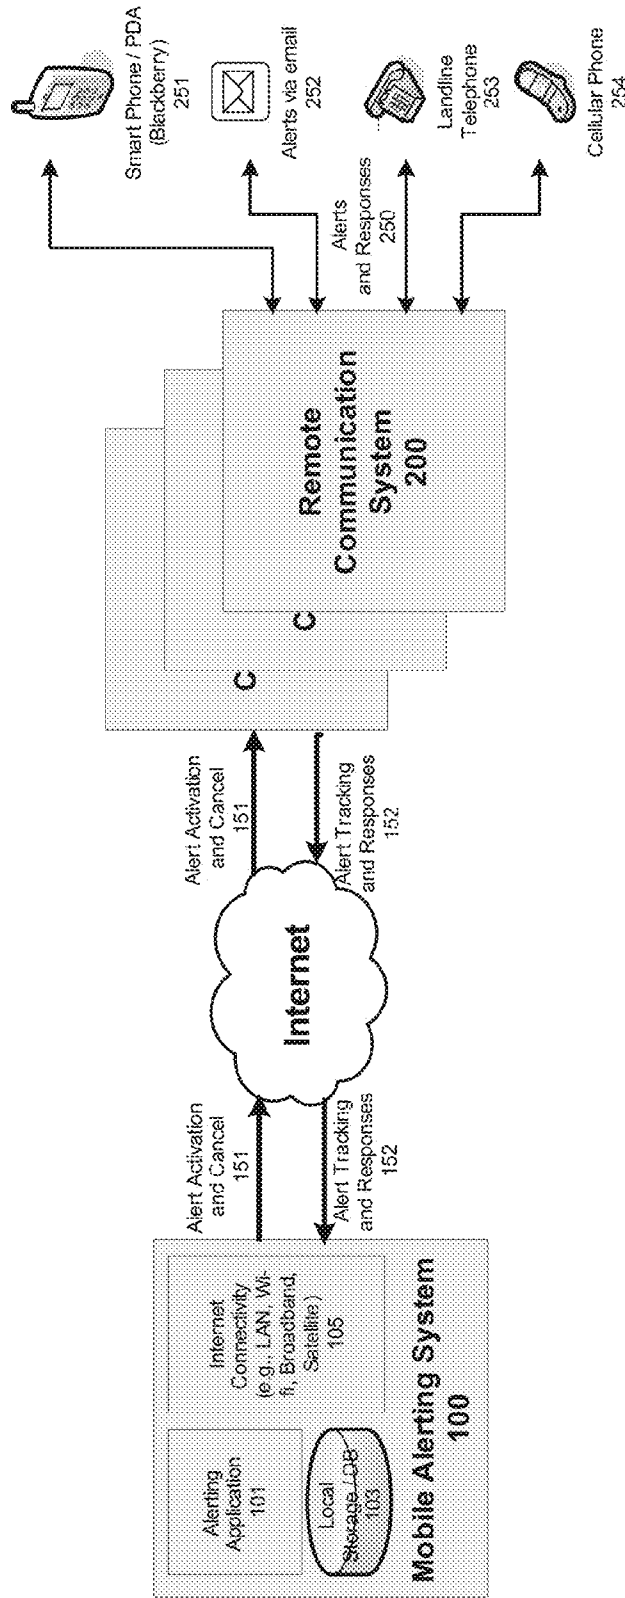 Alerting
Application
101
Local
Storage / DB
103
Internet
Connectivity
(e.g., LAN, Wi-
fi, Broadband,
Satellite)
105
Mobile Alerting System
100
Alert Activation
and Cancel
151
Alert Tracking
and Responses
152
Internet
Alert Activation
and Cancel
151
Alert Tracking
and Responses
152
C
C
Remote
Communication
System
200
Alerts
and Responses
250
Smart Phone / PDA
(Blackberry)
251
Alerts via email
252
Landline
Telephone
253
Cellular Phone
254